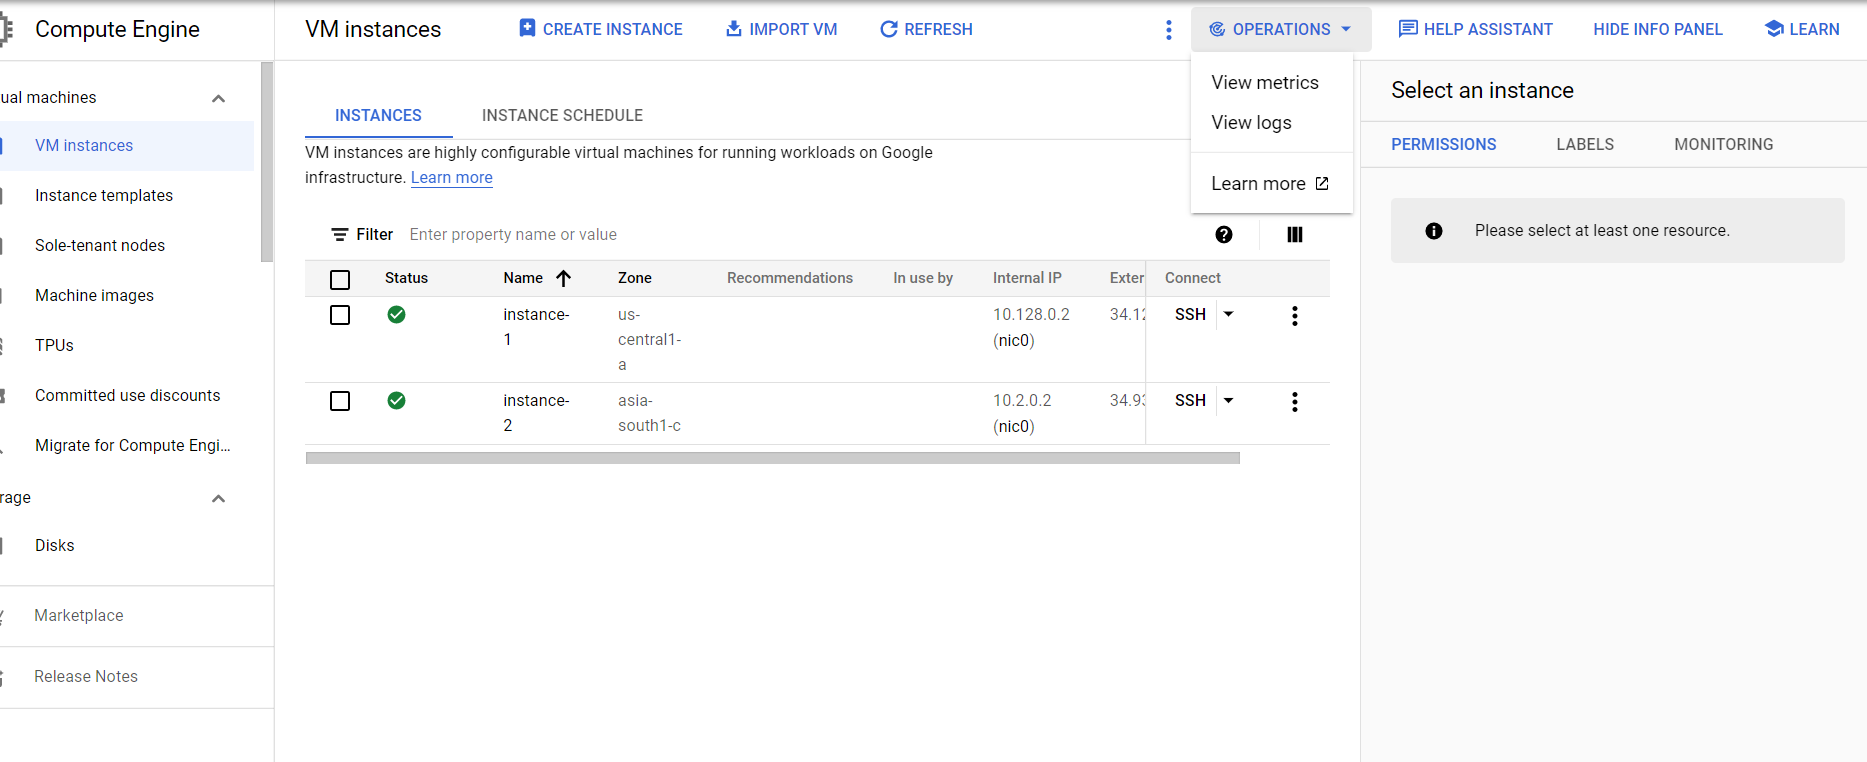 Compute Engine
VM instances
CREATE INSTANCE
IMPORT VM
REFRESH
OPERATIONS
HELP ASSISTANT
HIDE INFO PANEL
LEARN
ual machines
VM instances
Instance templates
Sole-tenant nodes
Machine images
TPUs
Committed use discounts
Migrate for Compute Engi...
rage
Disks
Marketplace
Release Notes
INSTANCES
INSTANCE SCHEDULE
VM instances are highly configurable virtual machines for running workloads on Google
infrastructure. Learn more
Filter Enter property name or value
Status Name Zone Recommendations In use by Internal IP Exter Connect
instance-
1
us-
central1-
a
10.128.0.2
(nic0)
34.12
SSH
instance-
2
asia-
south1-c
10.2.0.2
(nic0)
34.93
SSH
View metrics
View logs
Learn more
Select an instance
PERMISSIONS
LABELS
MONITORING
Please select at least one resource.